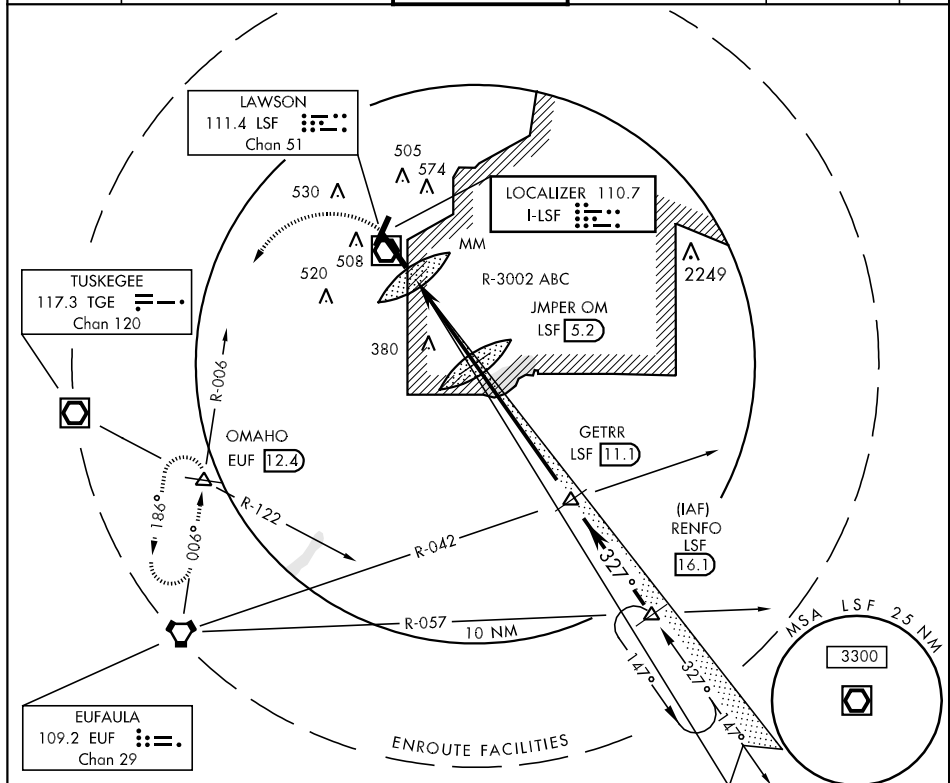 LAWSON
111.4 LSF
Chan 51
505
574
530
LOCALIZER 110.7
I-LSF
MM
508
520
R-3002 ABC
2249
TUSKEGEE
117.3 TGE
Chan 120
JMPER OM
LSF 5.2
380
R-006
OMAHO
EUF 12.4
GETRR
LSF 11.1
186°
006°
R-122
(IAF)
RENFO
LSF
16.1
R-042
327°
R-057
10 NM
MSA LSF 25 NM
3300
147°
327°
147°
EUFAULA
109.2 EUF
Chan 29
ENROUTE FACILITIES